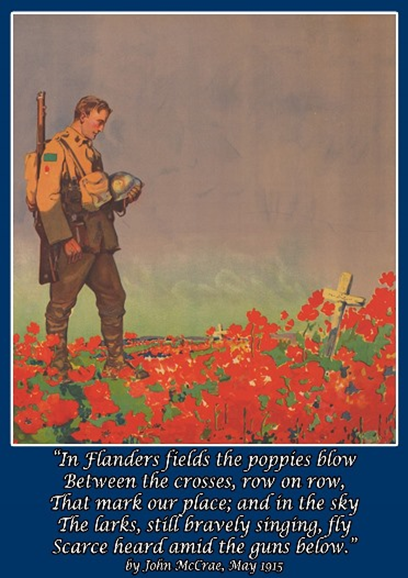 “In Flanders fields the poppies blow
Between the crosses, row on row,
That mark our place; and in the sky
The larks, still bravely singing, fly
Scarce heard amid the guns below.”
by John McCrae, May 1915